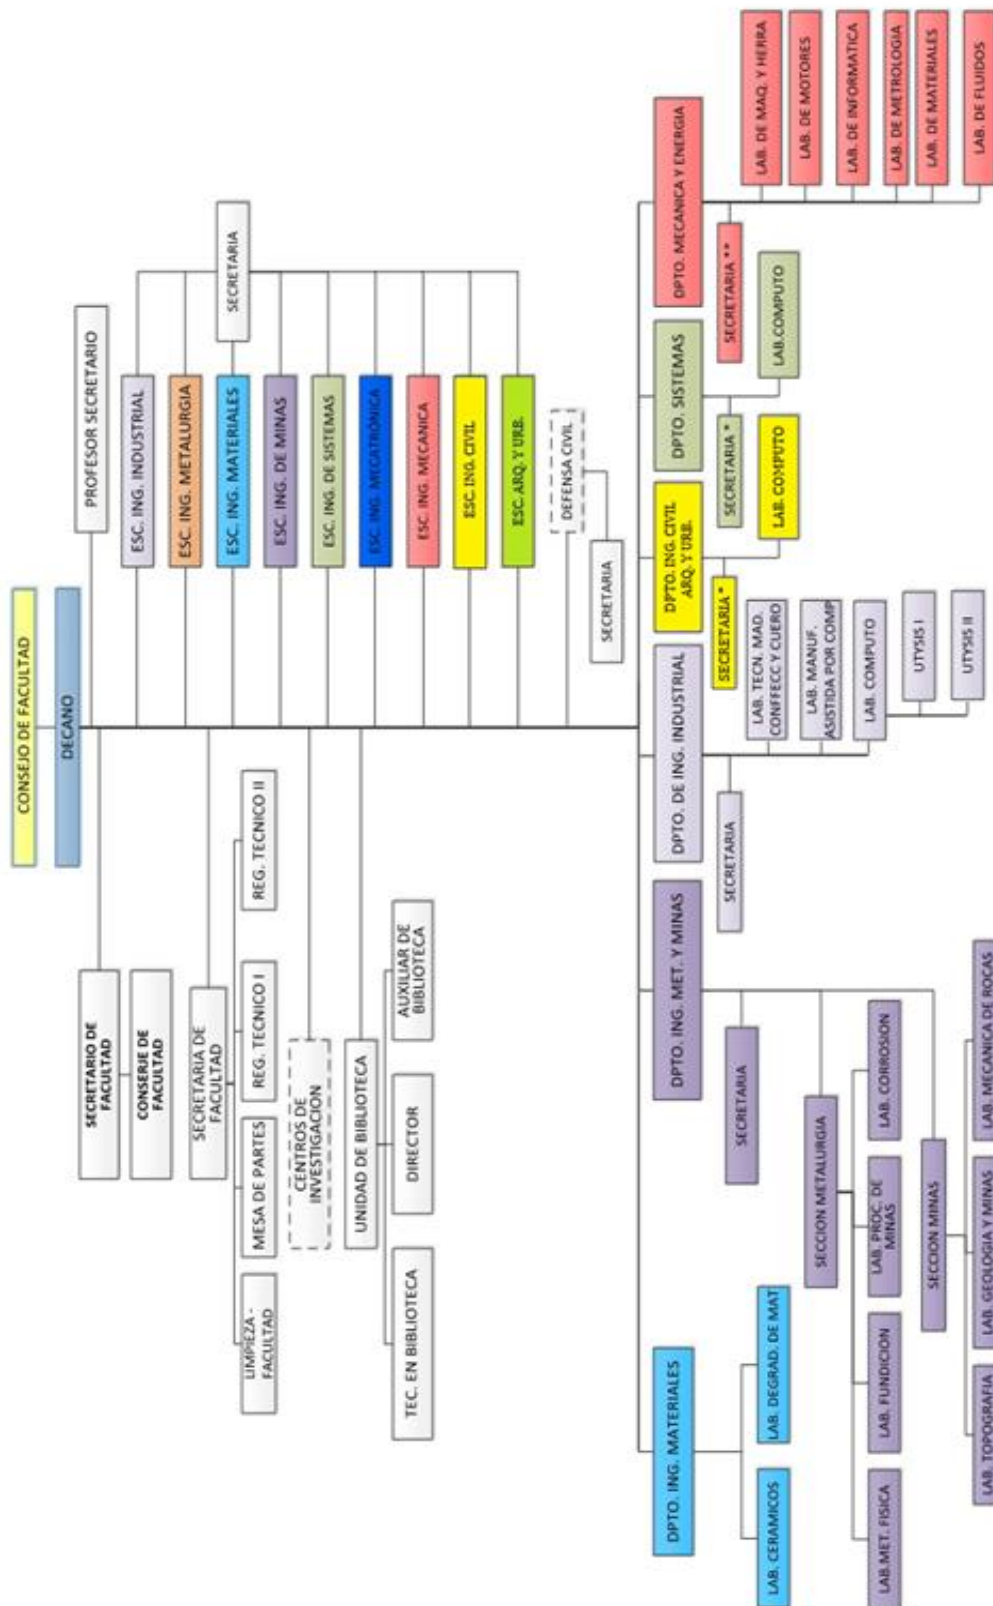 CONSEJO DE FACULTAD
DECANO
PROFESOR SECRETARIO
SECRETARIO DE
FACULTAD
CONSERJE DE
FACULTAD
SECRETARIA DE
FACULTAD
LIMPIEZA -
FACULTAD
MESA DE PARTES
REG. TECNICO I
REG. TECNICO II
CENTROS DE
INVESTIGACION
UNIDAD DE BIBLIOTECA
TEC. EN BIBLIOTECA
DIRECTOR
AUXILIAR DE
BIBLIOTECA
ESC. ING. INDUSTRIAL
ESC. ING. METALURGIA
ESC. ING. MATERIALES
ESC. ING. DE MINAS
ESC. ING. DE SISTEMAS
ESC. ING. MECATRÓNICA
ESC. ING. MECANICA
ESC. ING. CIVIL
ESC. ARQ. Y URB.
SECRETARIA
DEFENSA CIVIL
SECRETARIA
DPTO. ING. MATERIALES
LAB. CERAMICOS
LAB. DEGRAD. DE MAT
DPTO. ING. MET. Y MINAS
SECRETARIA
SECCION METALURGIA
LAB.MET. FISICA
LAB. FUNDICION
LAB. PROC. DE
MINAS
LAB. CORROSION
SECCION MINAS
LAB. TOPOGRAFIA
LAB. GEOLOGIA Y MINAS
LAB. MECANICA DE ROCAS
DPTO. DE ING. INDUSTRIAL
SECRETARIA
LAB. TECN. MAD.
CONFFECC Y CUERO
LAB. MANUF.
ASISTIDA POR COMP
LAB. COMPUTO
UTYSIS I
UTYSIS II
DPTO. ING. CIVIL
ARQ. Y URB.
SECRETARIA *
LAB. COMPUTO
DPTO. SISTEMAS
SECRETARIA *
LAB.COMPUTO
DPTO. MECANICA Y ENERGIA
SECRETARIA **
LAB. DE MAQ. Y HERRA
LAB. DE MOTORES
LAB. DE INFORMATICA
LAB. DE METROLOGIA
LAB. DE MATERIALES
LAB. DE FLUIDOS